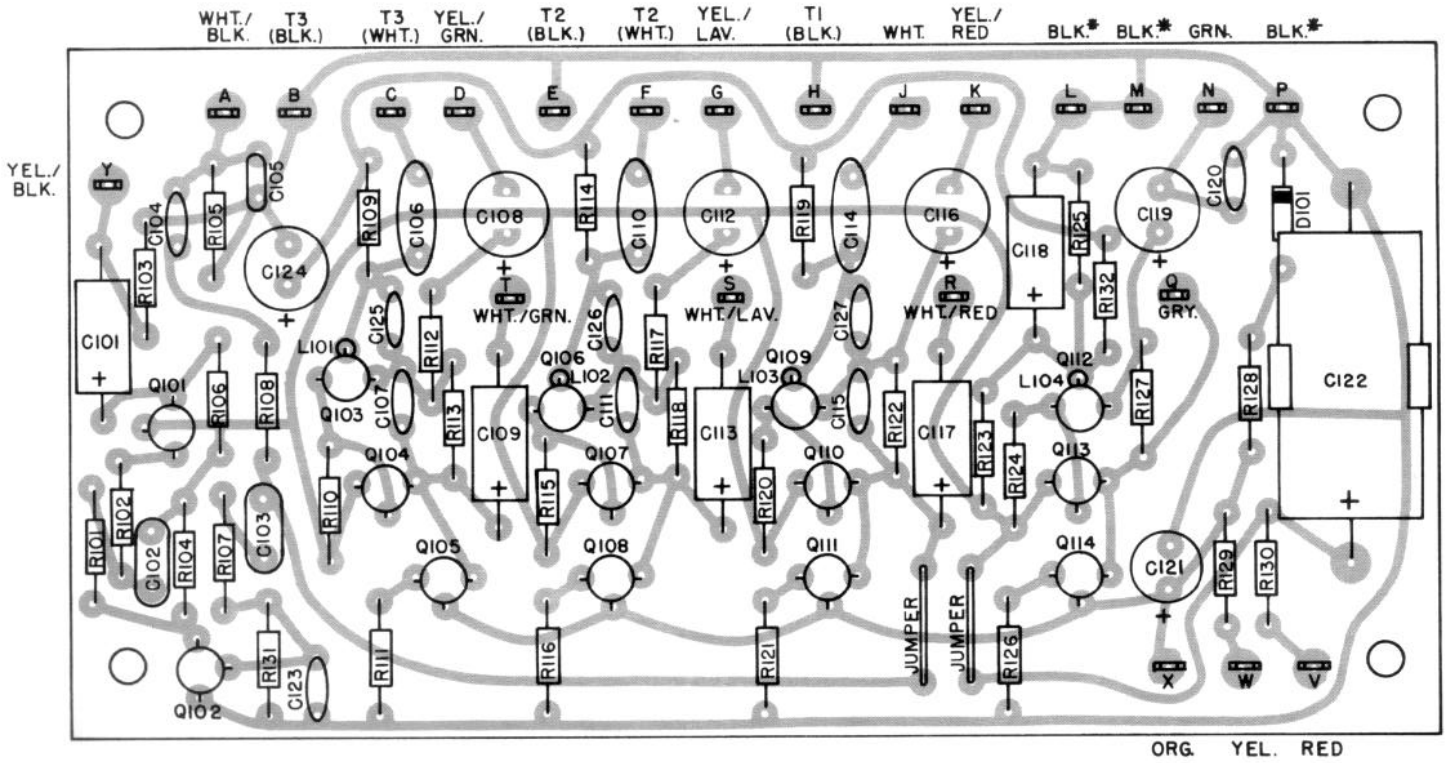 WHT./ T3 T3 YEL./ T2 T2 YEL./ T1 YEL./
BLK. (BLK.) (WHT.) GRN. (BLK.) (WHT.) LAV. (BLK.) WHT. RED BLK.* BLK.* GRN. BLK.*
A B C D E F G H J K L M N P
YEL./
BLK.
Y
C104 R105 C105 R109 C106 C108 R114 C110 C112 R119 C114 C116 C118 R125 C119 C120 D101
R103 C124 + + + + R132 +
T S R Q
WHT./GRN. WHT./LAV. WHT./RED GRY.
C101 + C125 R112 C126 R117 C127 +
L101 Q106 Q109 Q112
L102 L103 L104
Q101 R106 R108 Q103 C107 R113 C109 C111 R118 C113 C115 R122 C117 R123 R127 R128 C122
Q104 Q107 Q110 R124 Q113
R101 R102 R110 + R115 + R120 + +
C102 R104 R107 C103 Q105 Q108 Q111 Q114 C121 R129 R130
+
R131 C123 R111 R116 R121 JUMPER JUMPER R126
Q102 X W V
ORG. YEL. RED